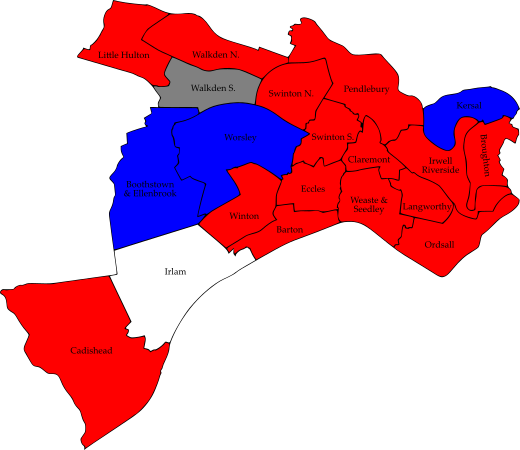 Little Hulton
Walkden N.
Walkden S.
Swinton N.
Pendlebury
Kersal
Worsley
Swinton S.
Claremont
Irwell
Riverside
Broughton
Boothstown
& Ellenbrook
Eccles
Weaste &
Seedley
Langworthy
Winton
Barton
Ordsall
Irlam
Cadishead